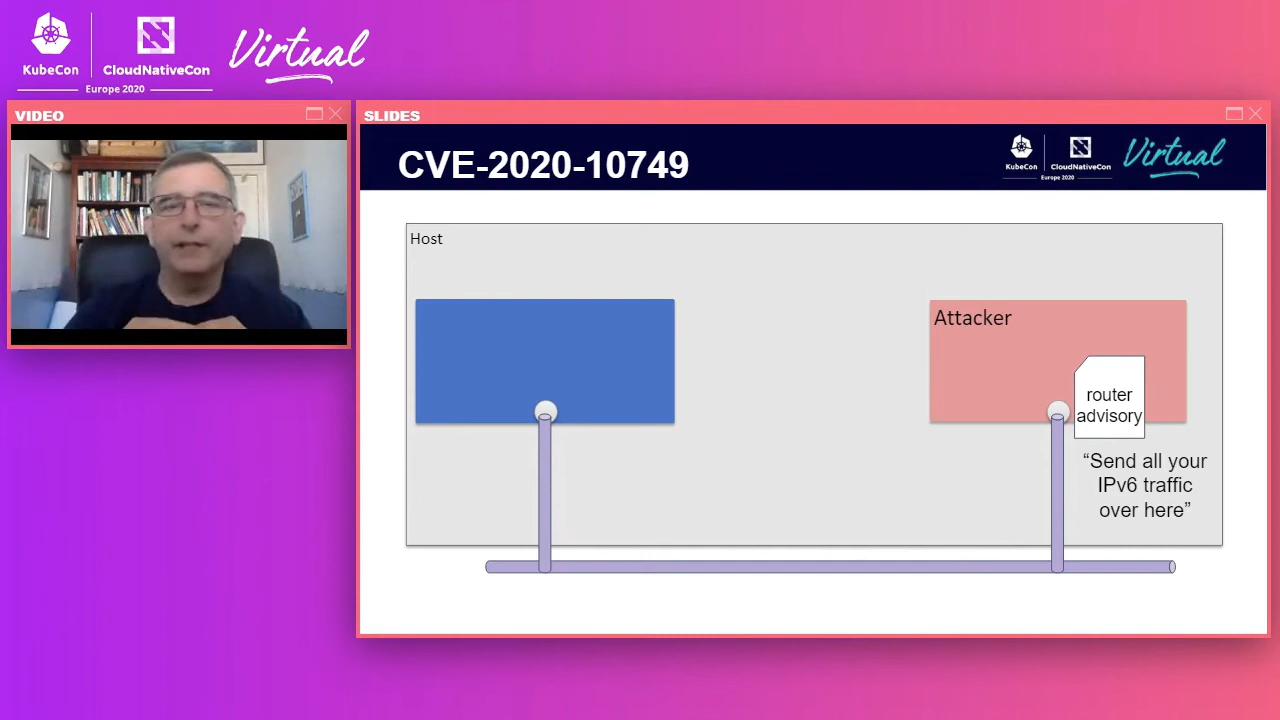 KubeCon
CloudNativeCon
Virtual
Europe 2020
VIDEO
SLIDES
CVE-2020-10749
KubeCon
CloudNativeCon
Virtual
Europe 2020
Host
Attacker
router
advisory
“Send all your
IPv6 traffic
over here”